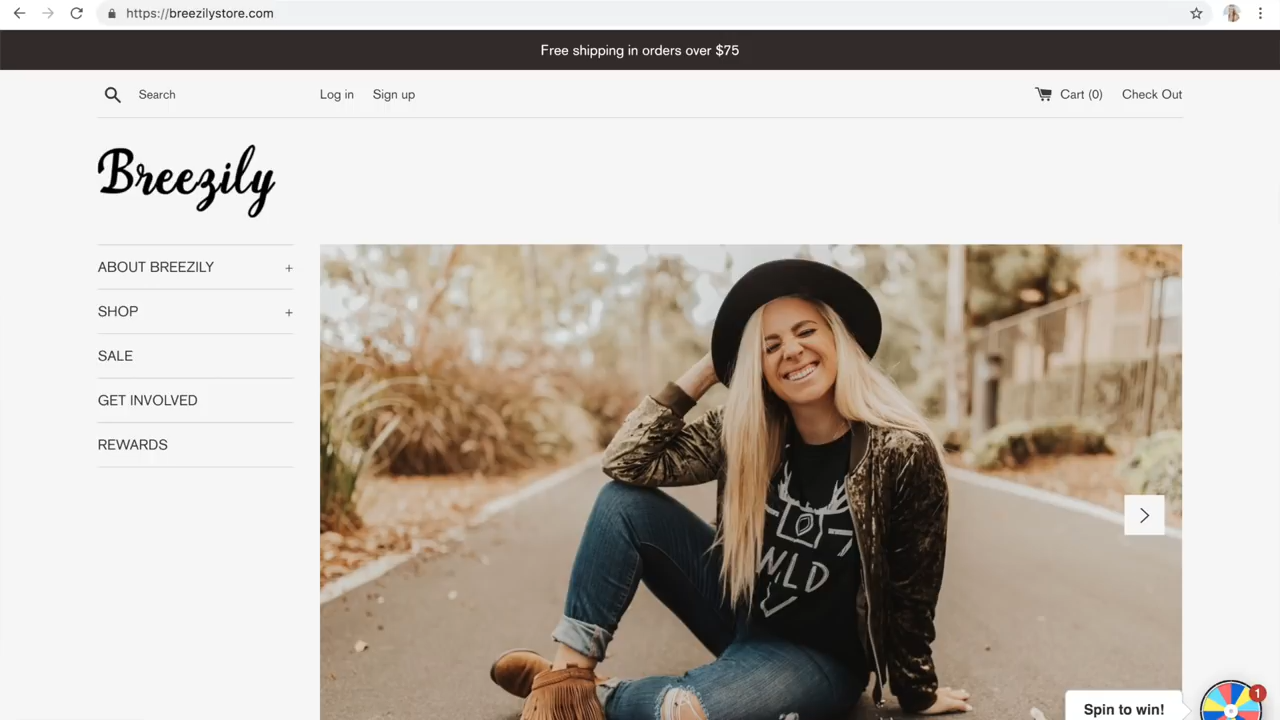 https://breezilystore.com
Free shipping in orders over $75
Search
Log in
Sign up
Cart (0)
Check Out
Breezily
ABOUT BREEZILY +
SHOP +
SALE
GET INVOLVED
REWARDS
WILD
Spin to win!
1